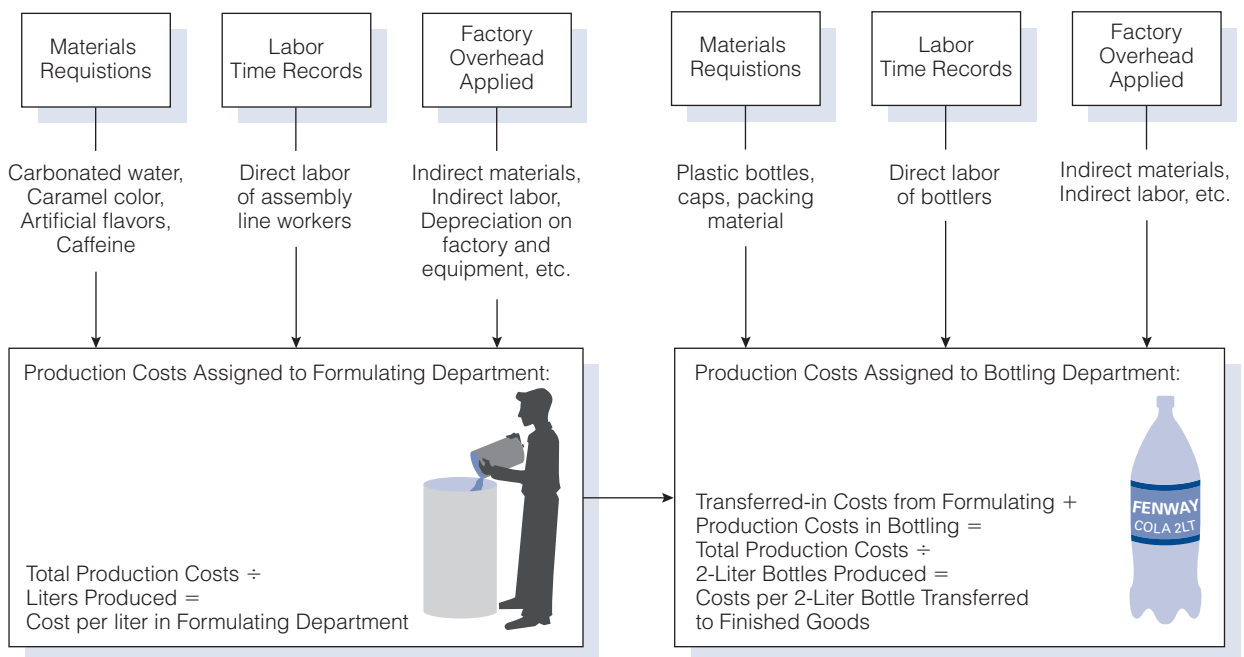 Materials
Requistions
Labor
Time Records
Factory
Overhead
Applied
Materials
Requistions
Labor
Time Records
Factory
Overhead
Applied
Carbonated water,
Caramel color,
Artificial flavors,
Caffeine
Direct labor
of assembly
line workers
Indirect materials,
Indirect labor,
Depreciation on
factory and
equipment, etc.
Plastic bottles,
caps, packing
material
Direct labor
of bottlers
Indirect materials,
Indirect labor, etc.
Production Costs Assigned to Formulating Department:
Total Production Costs ÷
Liters Produced =
Cost per liter in Formulating Department
Production Costs Assigned to Bottling Department:
Transferred-in Costs from Formulating +
Production Costs in Bottling =
Total Production Costs ÷
2-Liter Bottles Produced =
Costs per 2-Liter Bottle Transferred
to Finished Goods
FENWAY
COLA 2LT